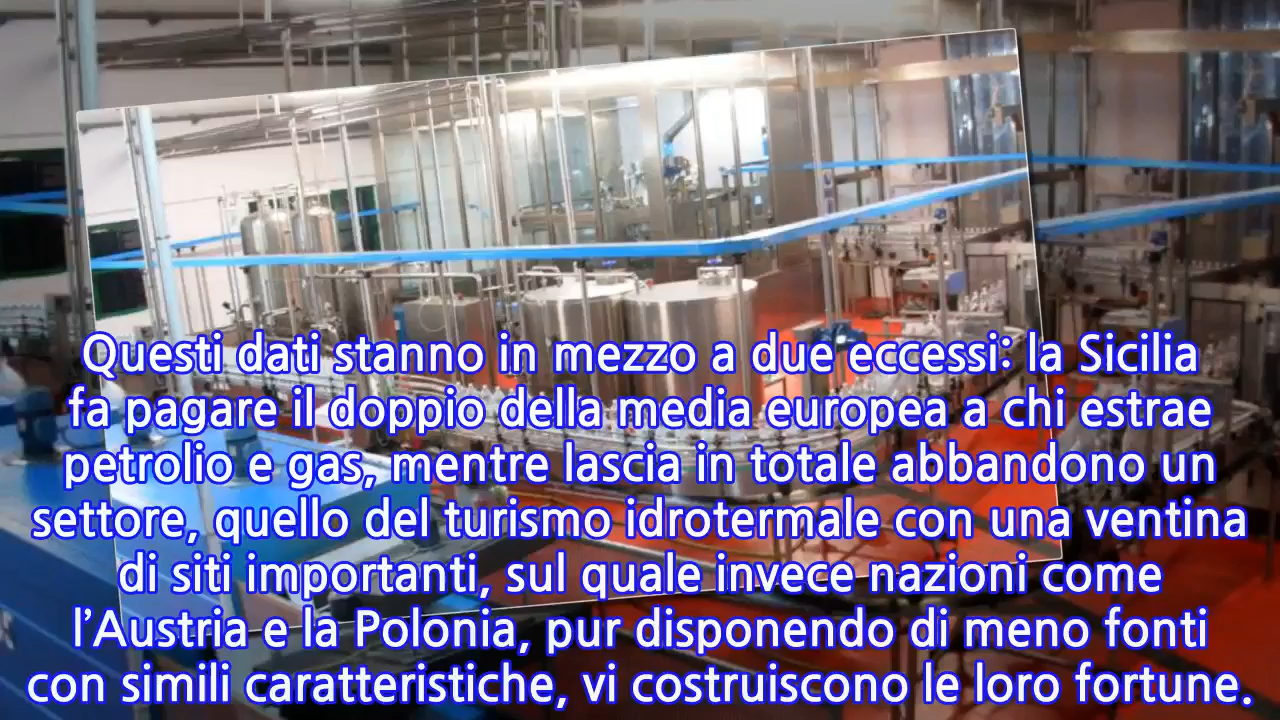 Questi dati stanno in mezzo a due eccessi: la Sicilia
fa pagare il doppio della media europea a chi estrae
petrolio e gas, mentre lascia in totale abbandono un
settore, quello del turismo idrotermale con una ventina
di siti importanti, sul quale invece nazioni come
l’Austria e la Polonia, pur disponendo di meno fonti
con simili caratteristiche, vi costruiscono le loro fortune.